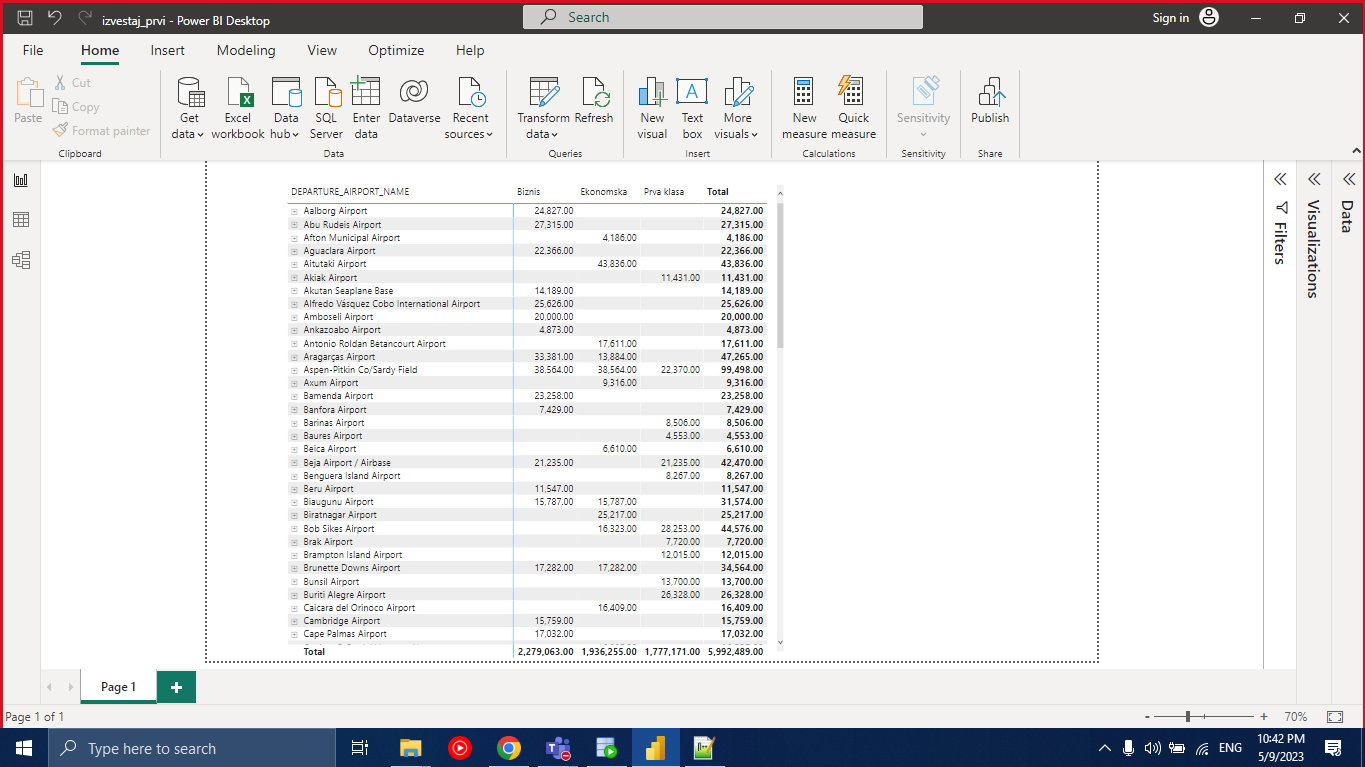 izvestaj_prvi - Power BI Desktop
Search
Sign in
File Home Insert Modeling View Optimize Help
Paste
Cut
Copy
Format painter
Clipboard
Get data
Excel workbook
Data hub
SQL Server
Enter data
Dataverse
Recent sources
Data
Transform data
Refresh
Queries
New visual
Text box
More visuals
Insert
New measure
Quick measure
Calculations
Sensitivity
Sensitivity
Publish
Share
DEPARTURE_AIRPORT_NAME Biznis Ekonomska Prva klasa Total
Aalborg Airport 24,827.00 24,827.00
Abu Rudeis Airport 27,315.00 27,315.00
Afton Municipal Airport 4,186.00 4,186.00
Aguaclara Airport 22,366.00 22,366.00
Aitutaki Airport 43,836.00 43,836.00
Akiak Airport 11,431.00 11,431.00
Akutan Seaplane Base 14,189.00 14,189.00
Alfredo Vásquez Cobo International Airport 25,626.00 25,626.00
Amboseli Airport 20,000.00 20,000.00
Ankazoabo Airport 4,873.00 4,873.00
Antonio Roldan Betancourt Airport 17,611.00 17,611.00
Aragarças Airport 33,381.00 13,884.00 47,265.00
Aspen-Pitkin Co/Sardy Field 38,564.00 38,564.00 22,370.00 99,498.00
Axum Airport 9,316.00 9,316.00
Bamenda Airport 23,258.00 23,258.00
Banfora Airport 7,429.00 7,429.00
Barinas Airport 8,506.00 8,506.00
Baures Airport 4,553.00 4,553.00
Beica Airport 6,610.00 6,610.00
Beja Airport / Airbase 21,235.00 21,235.00 42,470.00
Benguera Island Airport 8,267.00 8,267.00
Beru Airport 11,547.00 11,547.00
Biaugunu Airport 15,787.00 15,787.00 31,574.00
Biratnagar Airport 25,217.00 25,217.00
Bob Sikes Airport 16,323.00 28,253.00 44,576.00
Brak Airport 7,720.00 7,720.00
Brampton Island Airport 12,015.00 12,015.00
Brunette Downs Airport 17,282.00 17,282.00 34,564.00
Bunsil Airport 13,700.00 13,700.00
Buriti Alegre Airport 26,328.00 26,328.00
Caicara del Orinoco Airport 16,409.00 16,409.00
Cambridge Airport 15,759.00 15,759.00
Cape Palmas Airport 17,032.00 17,032.00
Total 2,279,063.00 1,936,255.00 1,777,171.00 5,992,489.00
Filters
Visualizations
Data
Page 1
Page 1 of 1
- + 70%
Type here to search
ENG
10:42 PM
5/9/2023